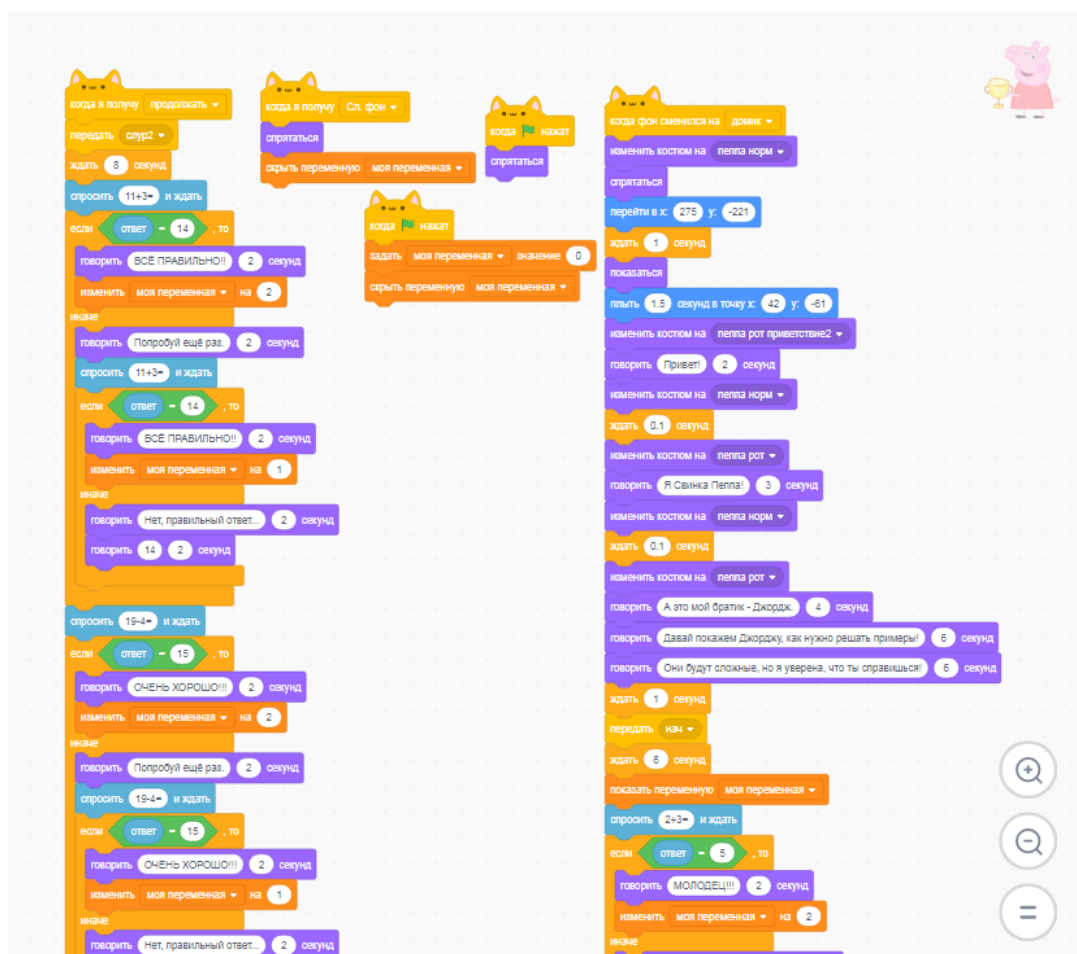 когда я получу продолжать
передать слур2
ждать 8 секунд
спросить 11+3= и ждать
если ответ = 14 , то
говорить ВСЁ ПРАВИЛЬНО!! 2 секунд
изменить моя переменная на 2
иначе
говорить Попробуй ещё раз. 2 секунд
спросить 11+3= и ждать
если ответ = 14 , то
говорить ВСЁ ПРАВИЛЬНО!! 2 секунд
изменить моя переменная на 1
иначе
говорить Нет, правильный ответ... 2 секунд
говорить 14 2 секунд
спросить 19-4= и ждать
если ответ = 15 , то
говорить ОЧЕНЬ ХОРОШО!!! 2 секунд
изменить моя переменная на 2
иначе
говорить Попробуй ещё раз. 2 секунд
спросить 19-4= и ждать
если ответ = 15 , то
говорить ОЧЕНЬ ХОРОШО!!! 2 секунд
изменить моя переменная на 1
иначе
говорить Нет, правильный ответ... 2 секунд
когда я получу Сл. фон
спрятаться
скрыть переменную моя переменная
когда нажат
спрятаться
когда нажат
задать моя переменная значение 0
скрыть переменную моя переменная
когда фон сменился на домик
изменить костюм на пеппа норм
спрятаться
перейти в x: 275 y: -221
ждать 1 секунд
показаться
плыть 1.5 секунд в точку x: 42 y: -61
изменить костюм на пеппа рот приветствие2
говорить Привет! 2 секунд
изменить костюм на пеппа норм
ждать 0.1 секунд
изменить костюм на пеппа рот
говорить Я Свинка Пеппа! 3 секунд
изменить костюм на пеппа норм
ждать 0.1 секунд
изменить костюм на пеппа рот
говорить А это мой братик - Джордж. 4 секунд
говорить Давай покажем Джорджу, как нужно решать примеры! 6 секунд
говорить Они будут сложные, но я уверена, что ты справишься! 6 секунд
ждать 1 секунд
передать нач
ждать 6 секунд
показать переменную моя переменная
спросить 2+3= и ждать
если ответ = 5 , то
говорить МОЛОДЕЦ!!! 2 секунд
изменить моя переменная на 2
иначе